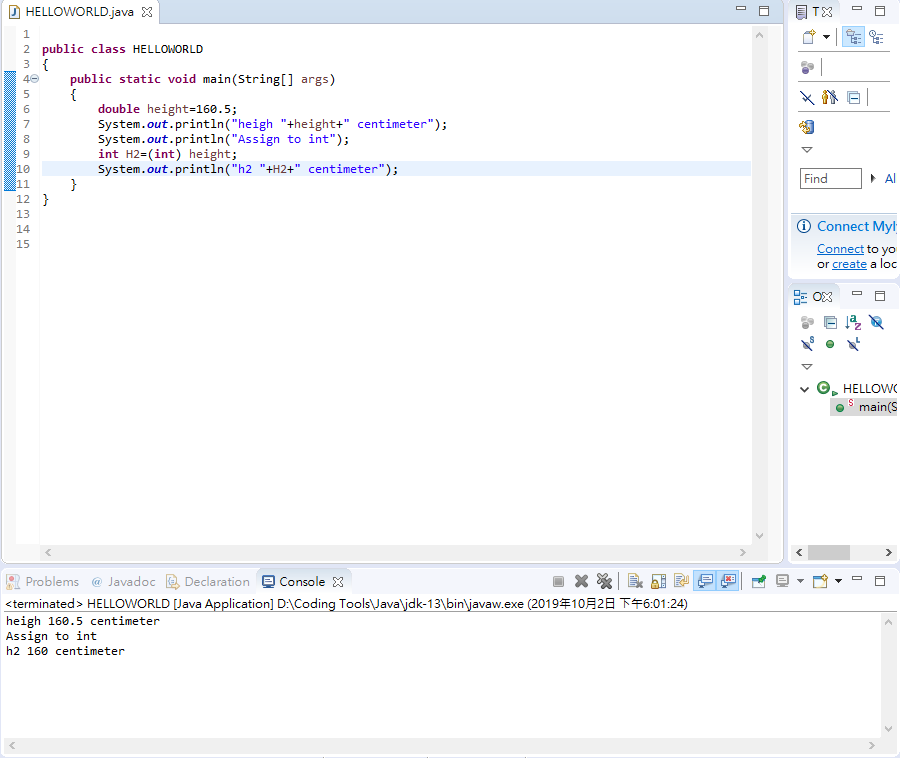 HELLOWORLD.java
1
2 public class HELLOWORLD
3 {
4 public static void main(String[] args)
5 {
6 double height=160.5;
7 System.out.println("heigh "+height+" centimeter");
8 System.out.println("Assign to int");
9 int H2=(int) height;
10 System.out.println("h2 "+H2+" centimeter");
11 }
12 }
13
14
15
T
Find
Al
Connect Myl
Connect to you
or create a loc
O
HELLOWO
main(S
Problems @ Javadoc Declaration Console
<terminated> HELLOWORLD [Java Application] D:\Coding Tools\Java\jdk-13\bin\javaw.exe (2019年10月2日 下午6:01:24)
heigh 160.5 centimeter
Assign to int
h2 160 centimeter